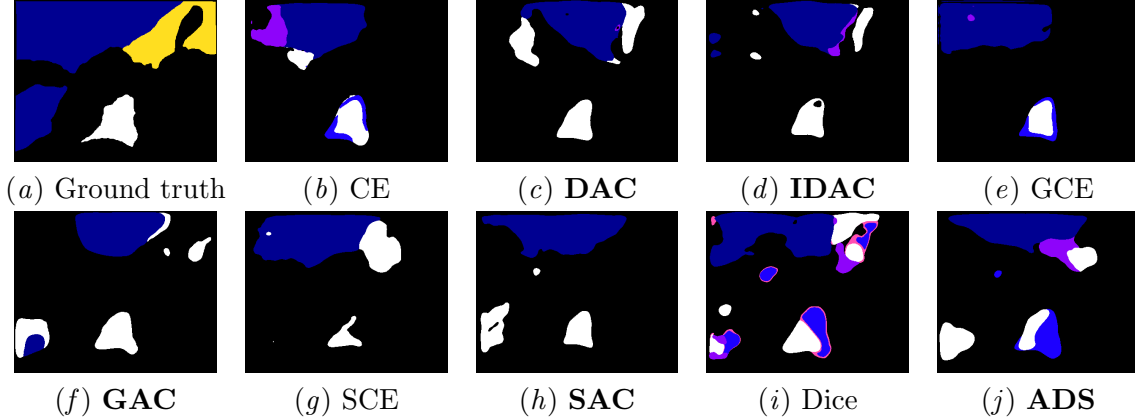 (a) Ground truth (b) CE (c) DAC (d) IDAC (e) GCE
(f) GAC (g) SCE (h) SAC (i) Dice (j) ADS